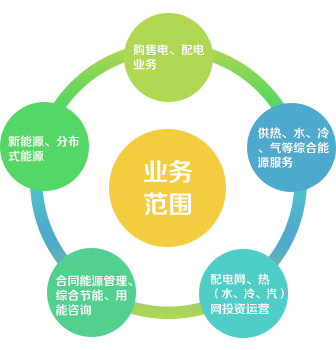 购售电、配电
业务
供热、水、冷
、气等综合能
源服务
配电网、热
（水、冷、汽）
网投资运营
合同能源管理、
综合节能、用
能咨询
新能源、分布
式能源
业务
范围